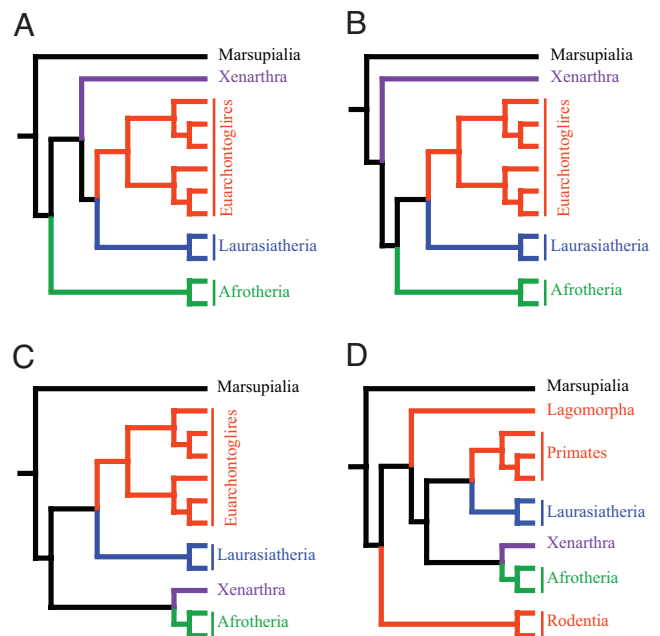 A
Marsupialia
Xenarthra
Euarchontoglires
Laurasiatheria
Afrotheria
B
Marsupialia
Xenarthra
Euarchontoglires
Laurasiatheria
Afrotheria
C
Marsupialia
Euarchontoglires
Laurasiatheria
Xenarthra
Afrotheria
D
Marsupialia
Lagomorpha
Primates
Laurasiatheria
Xenarthra
Afrotheria
Rodentia